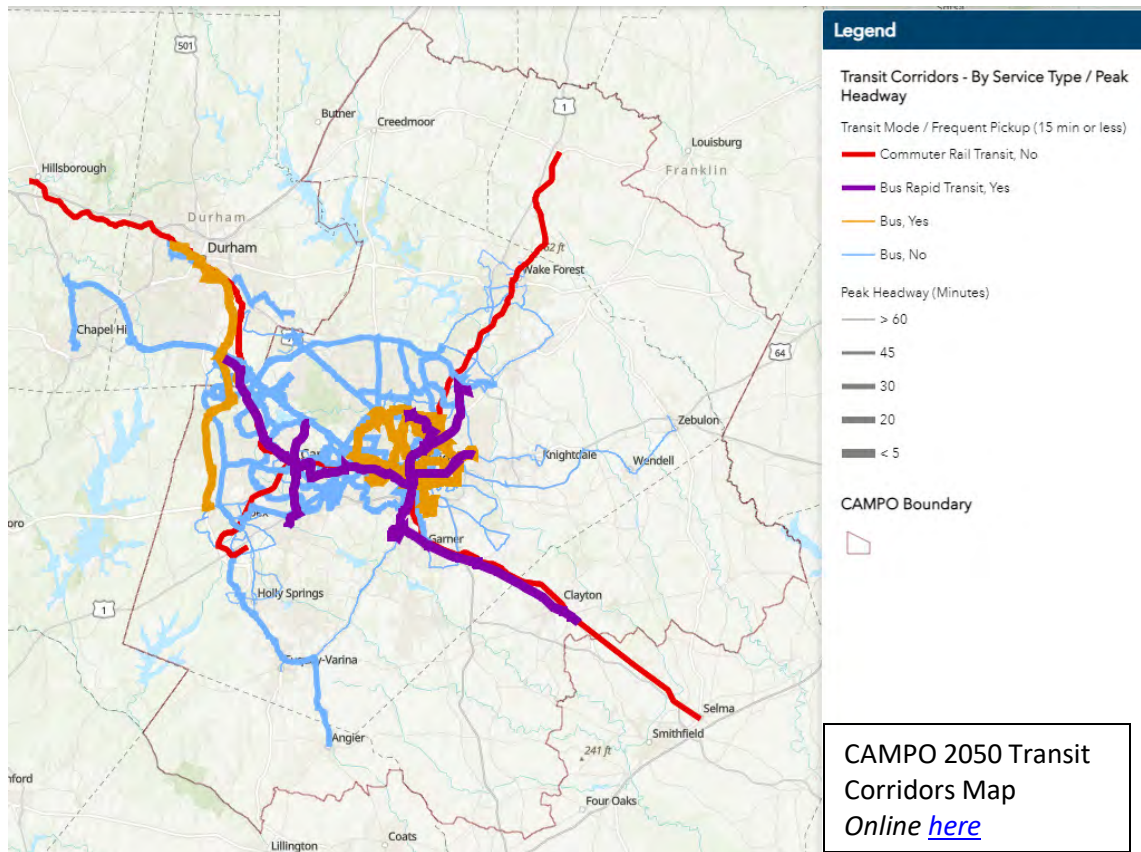 501
Butner
Creedmoor
1
Louisburg
Franklin
Hillsborough
Durham
Durham
62 ft
Wake Forest
Chapel Hi
64
Zebulon
Knightdale
Wendell
Ca
Garner
Clayton
1
Holly Springs
-Varina
Selma
Smithfield
Angier
241 ft
Four Oaks
Coats
Lillington
Legend
Transit Corridors - By Service Type / Peak
Headway
Transit Mode / Frequent Pickup (15 min or less)
Commuter Rail Transit, No
Bus Rapid Transit, Yes
Bus, Yes
Bus, No
Peak Headway (Minutes)
> 60
45
30
20
< 5
CAMPO Boundary
CAMPO 2050 Transit
Corridors Map
Online here